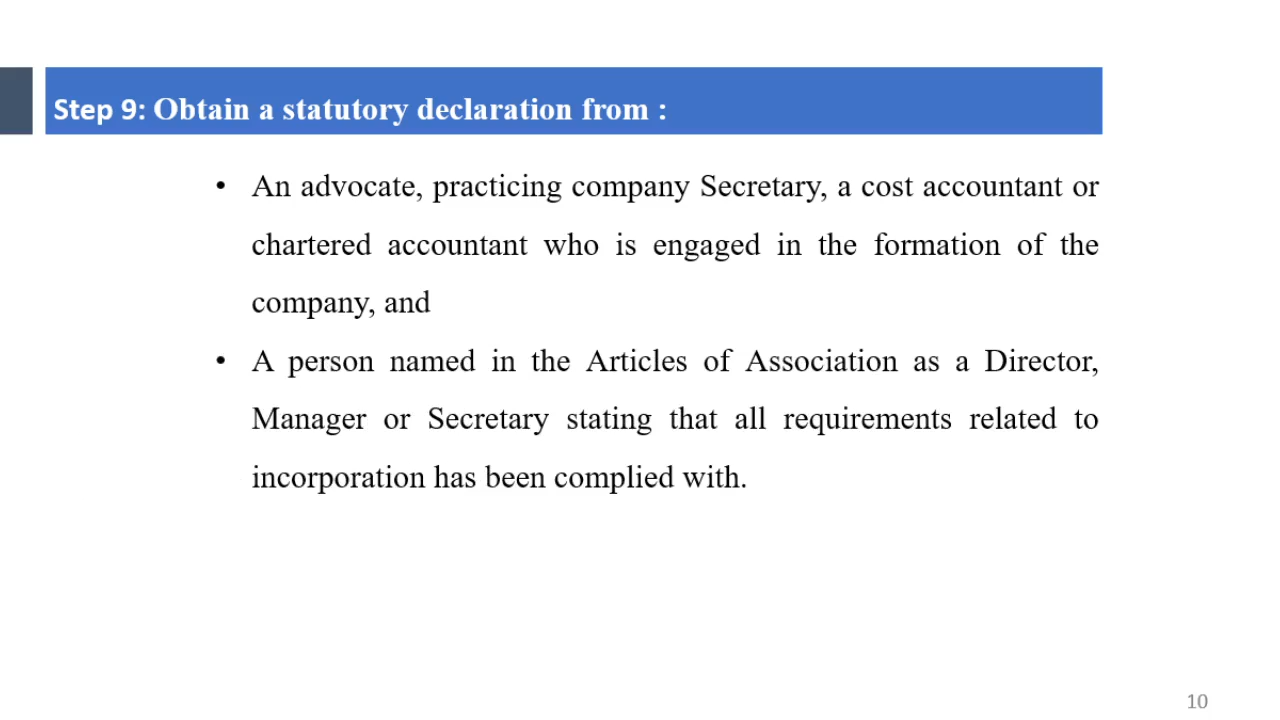 Step 9: Obtain a statutory declaration from :
• An advocate, practicing company Secretary, a cost accountant or
chartered accountant who is engaged in the formation of the
company, and
• A person named in the Articles of Association as a Director,
Manager or Secretary stating that all requirements related to
incorporation has been complied with.
10